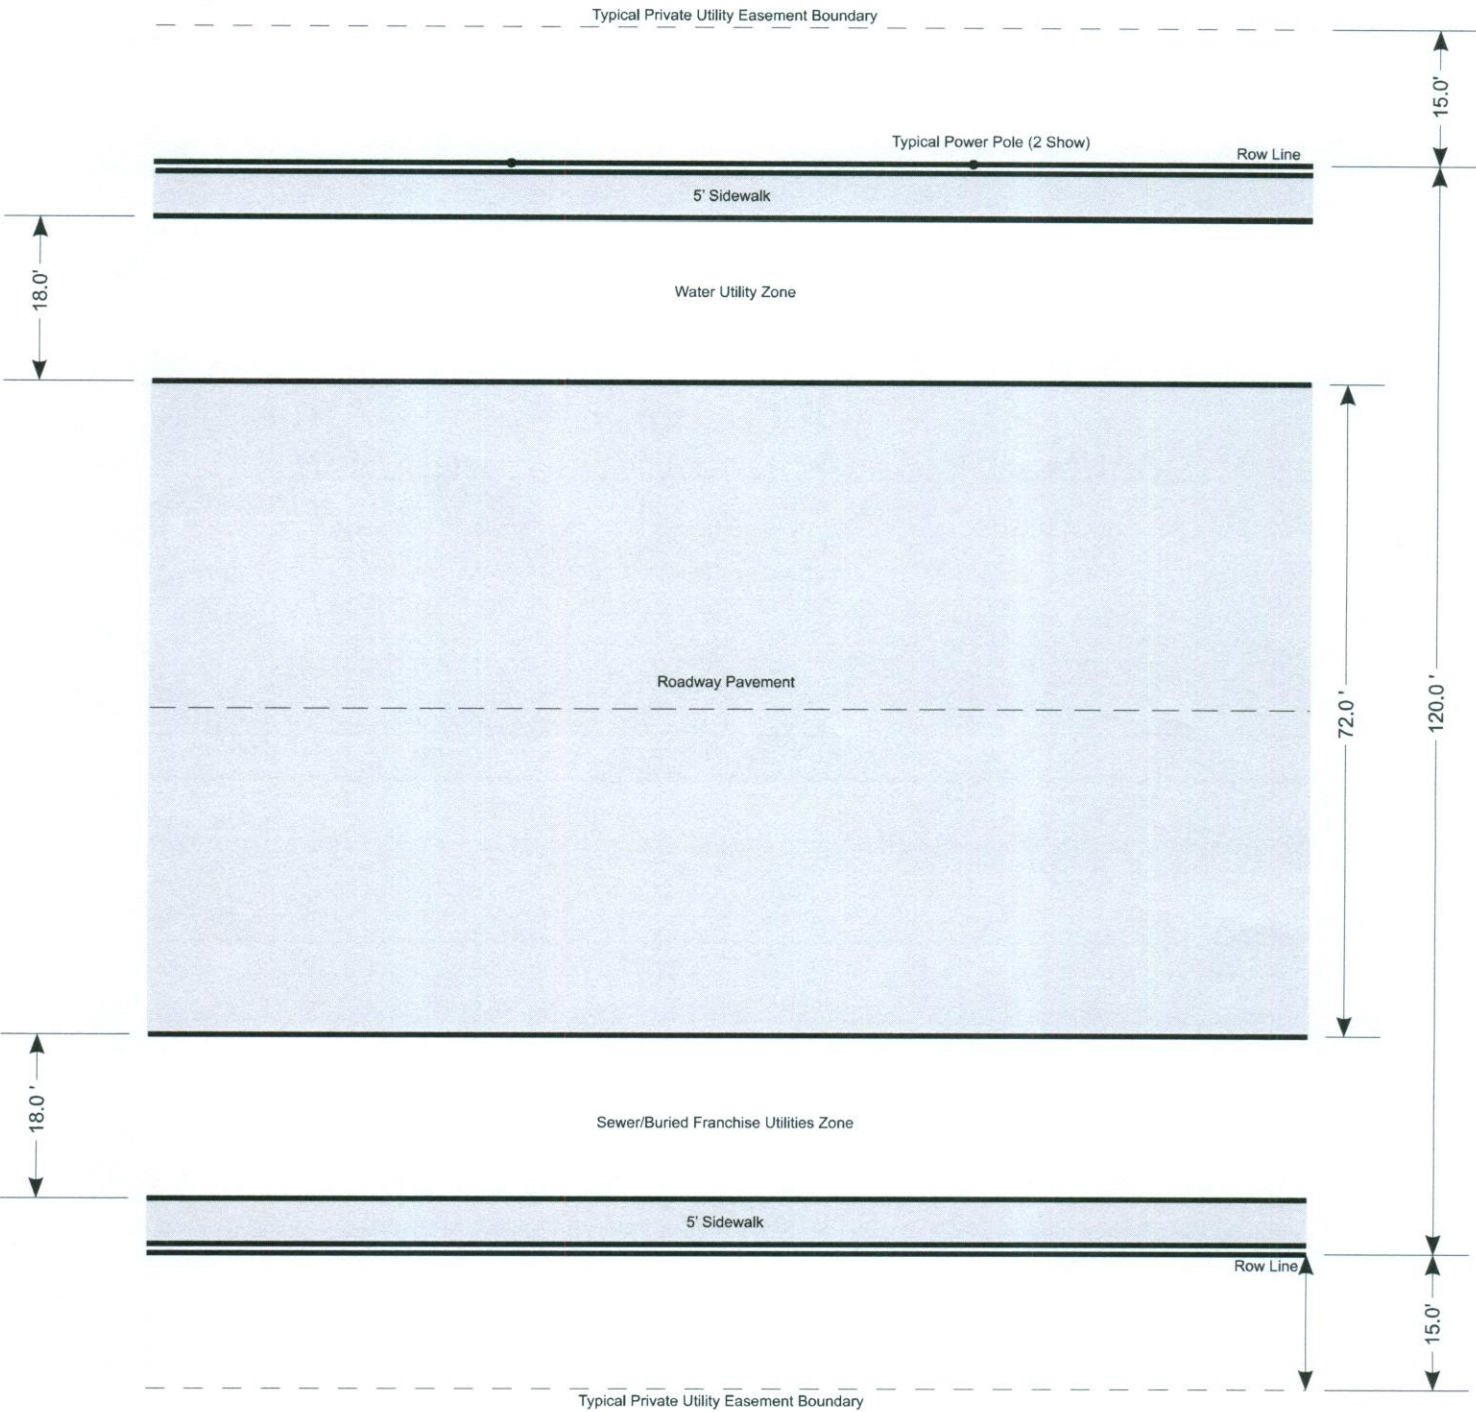 Typical Private Utility Easement Boundary
15.0'
Typical Power Pole (2 Show)
Row Line
5' Sidewalk
18.0'
Water Utility Zone
Roadway Pavement
72.0 '
120.0 '
18.0 '
Sewer/Buried Franchise Utilities Zone
5' Sidewalk
Row Line
15.0'
Typical Private Utility Easement Boundary